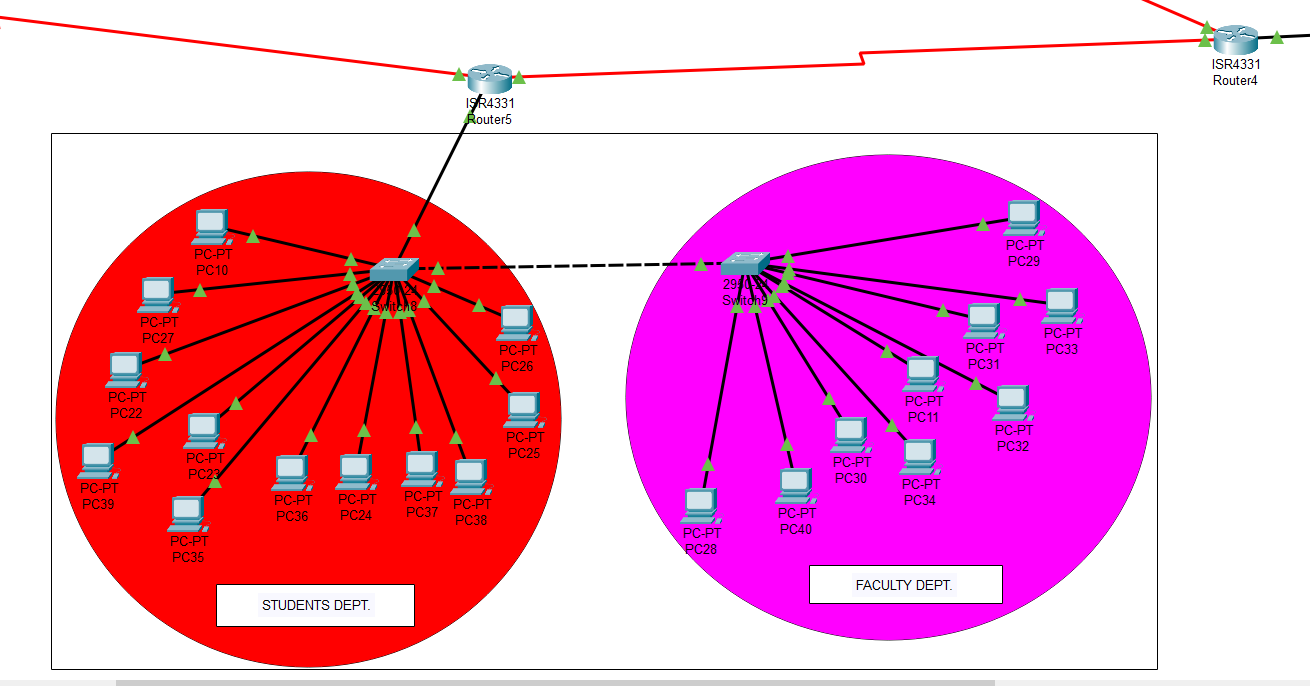 ISR4331
Router4
ISR4331
Router5
PC-PT
PC10
PC-PT
PC27
PC-PT
PC22
PC-PT
PC39
PC-PT
PC23
PC-PT
PC35
PC-PT
PC36
PC-PT
PC24
PC-PT
PC37
PC-PT
PC38
PC-PT
PC25
PC-PT
PC26
Switch8
STUDENTS DEPT.
Switch9
PC-PT
PC29
PC-PT
PC33
PC-PT
PC31
PC-PT
PC11
PC-PT
PC32
PC-PT
PC30
PC-PT
PC34
PC-PT
PC40
PC-PT
PC28
FACULTY DEPT.